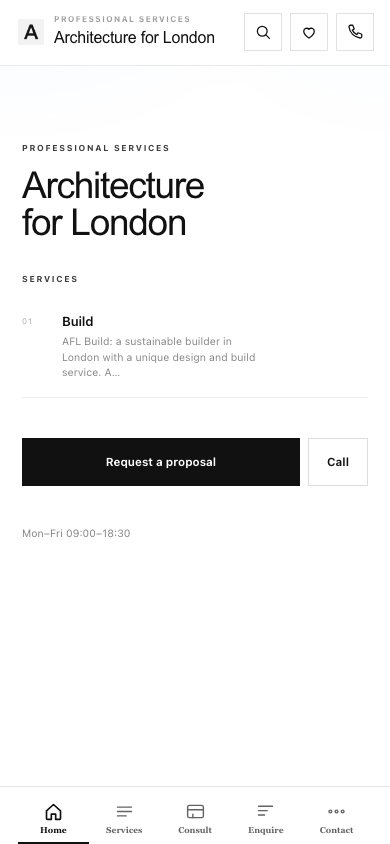 A
PROFESSIONAL SERVICES
Architecture for London
PROFESSIONAL SERVICES
Architecture
for London
SERVICES
01
Build
AFL Build: a sustainable builder in
London with a unique design and build
service. A...
Request a proposal
Call
Mon–Fri 09:00–18:30
Home
Services
Consult
Enquire
Contact